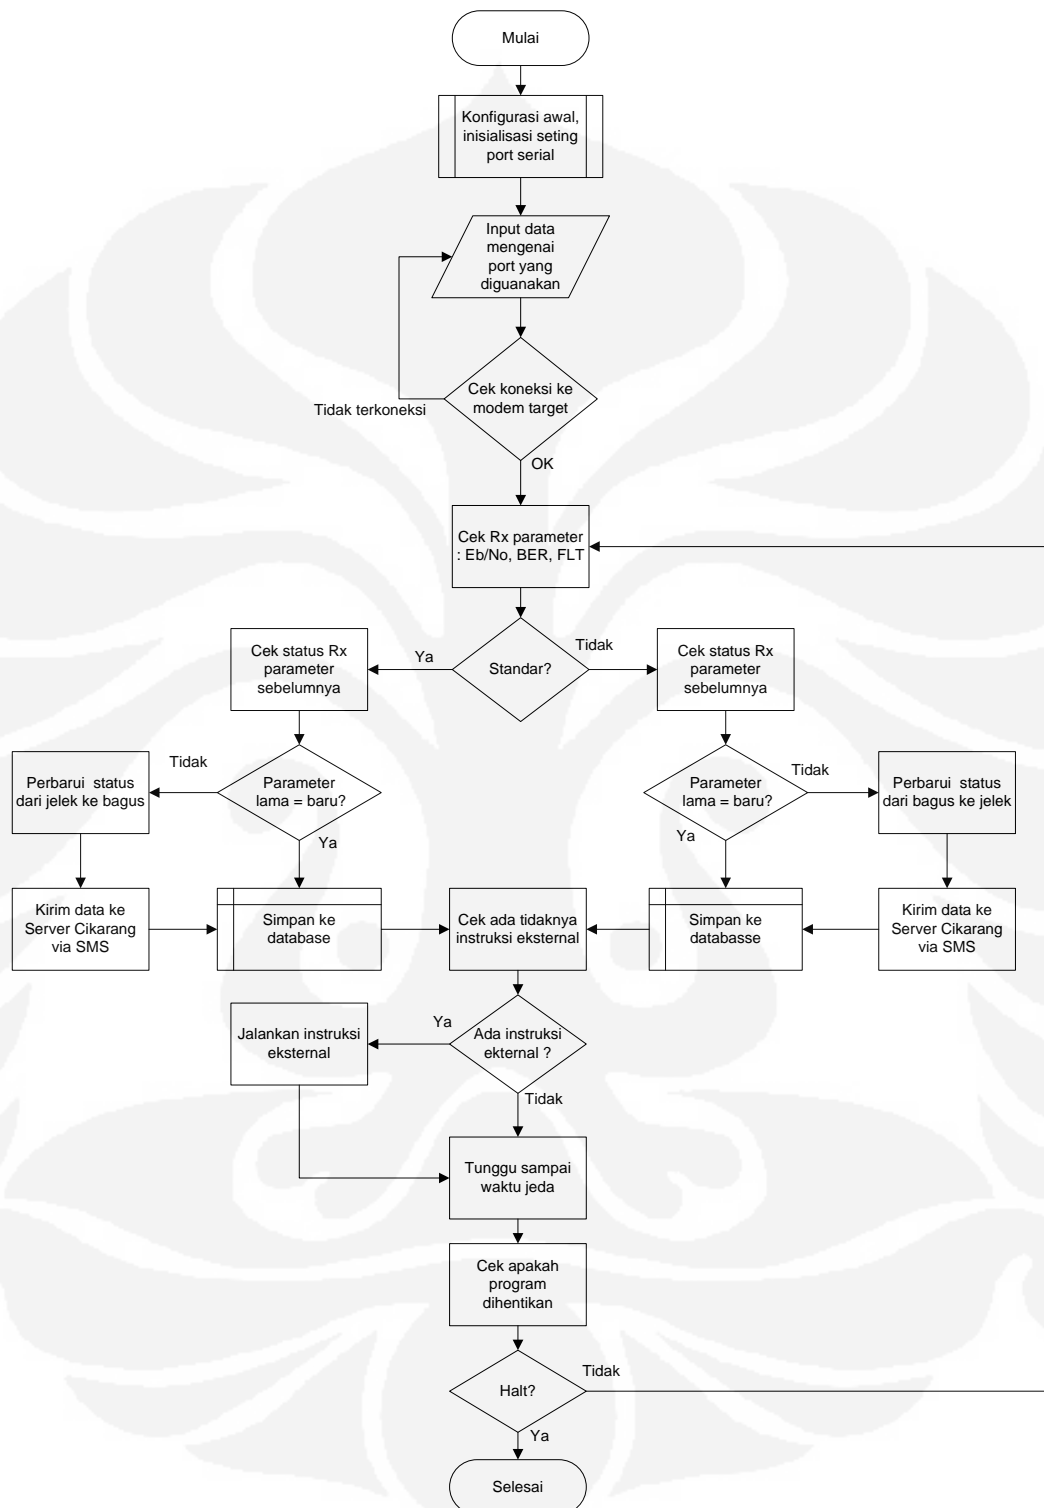 Mulai
Konfigurasi awal,
inisialisasi seting
port serial
Input data
mengenai
port yang
diguanakan
Cek koneksi ke
modem target
Tidak terkoneksi
OK
Cek Rx parameter
: Eb/No, BER, FLT
Standar?
Ya
Tidak
Cek status Rx
parameter
sebelumnya
Cek status Rx
parameter
sebelumnya
Parameter
lama = baru?
Tidak
Ya
Perbarui status
dari jelek ke bagus
Parameter
lama = baru?
Tidak
Ya
Perbarui status
dari bagus ke jelek
Kirim data ke
Server Cikarang
via SMS
Simpan ke
database
Cek ada tidaknya
instruksi eksternal
Simpan ke
databasse
Kirim data ke
Server Cikarang
via SMS
Jalankan instruksi
eksternal
Ya
Ada instruksi
ekternal ?
Tidak
Tunggu sampai
waktu jeda
Cek apakah
program
dihentikan
Halt?
Tidak
Ya
Selesai